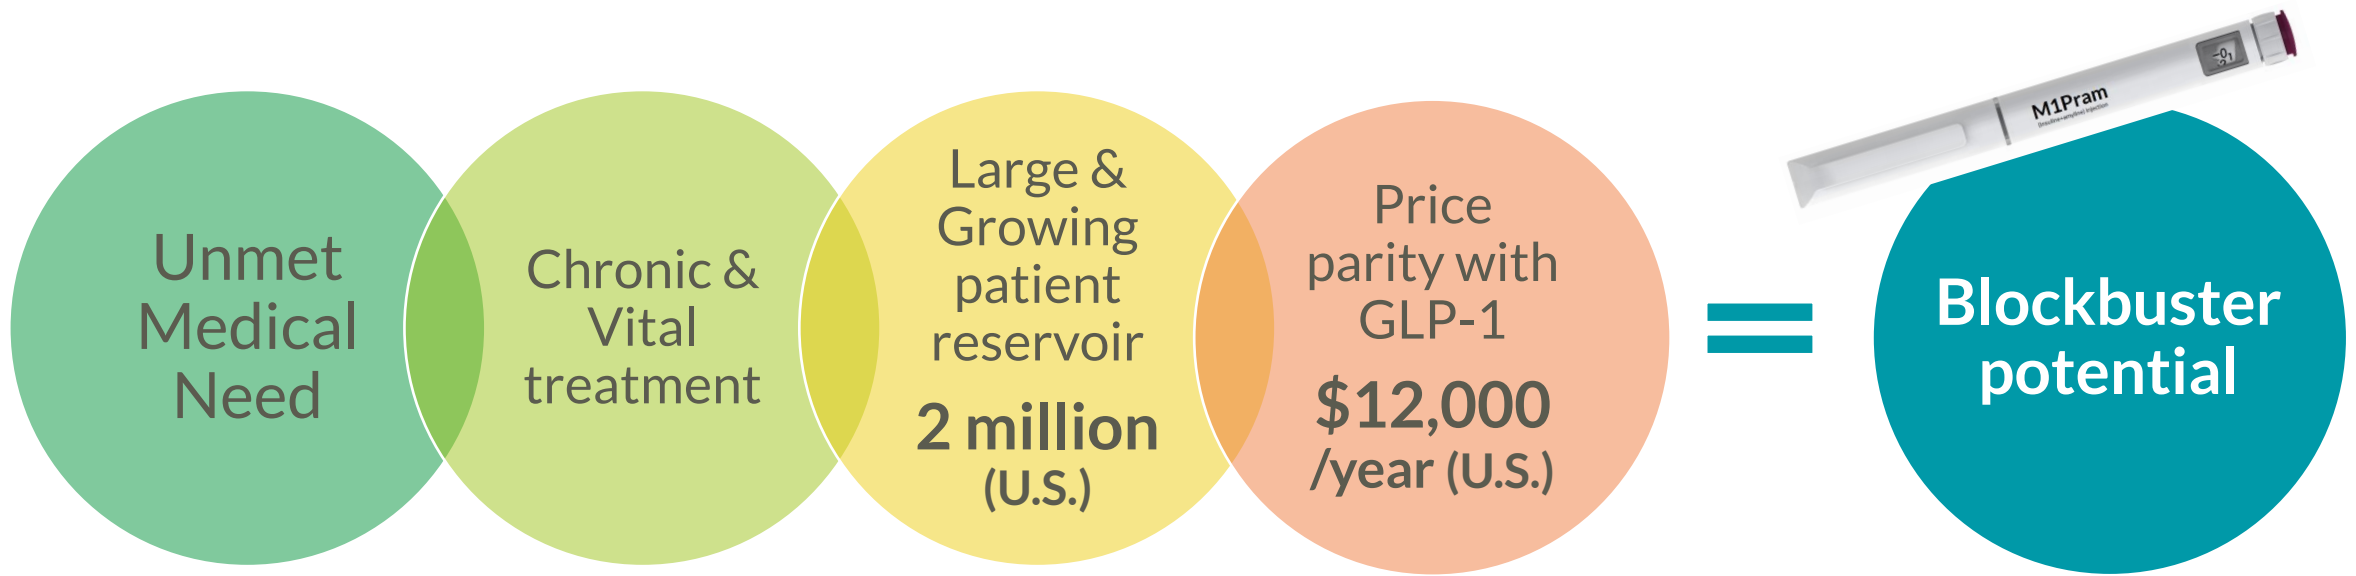 Unmet
Medical
Need
Chronic &
Vital
treatment
Large &
Growing
patient
reservoir
2 million
(U.S.)
Price
parity with
GLP-1
$12,000
/year (U.S.)
=
M1Pram
Blockbuster
potential